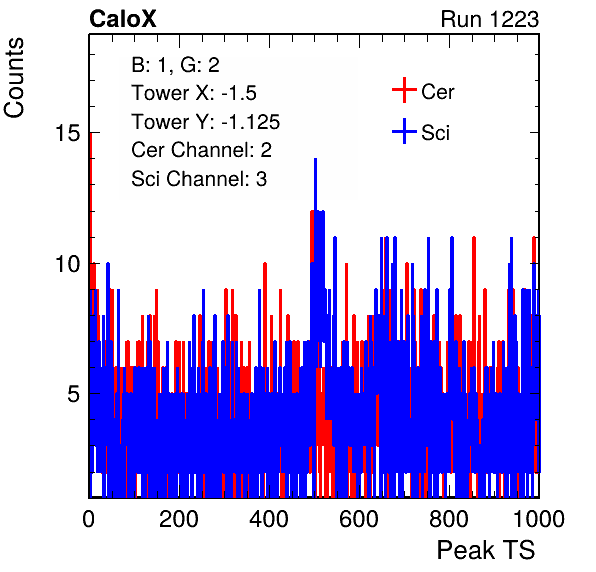 CaloX Run 1223
Counts
B: 1, G: 2
Tower X: -1.5
Tower Y: -1.125
Cer Channel: 2
Sci Channel: 3
Cer
Sci
15
10
5
0 200 400 600 800 1000
Peak TS